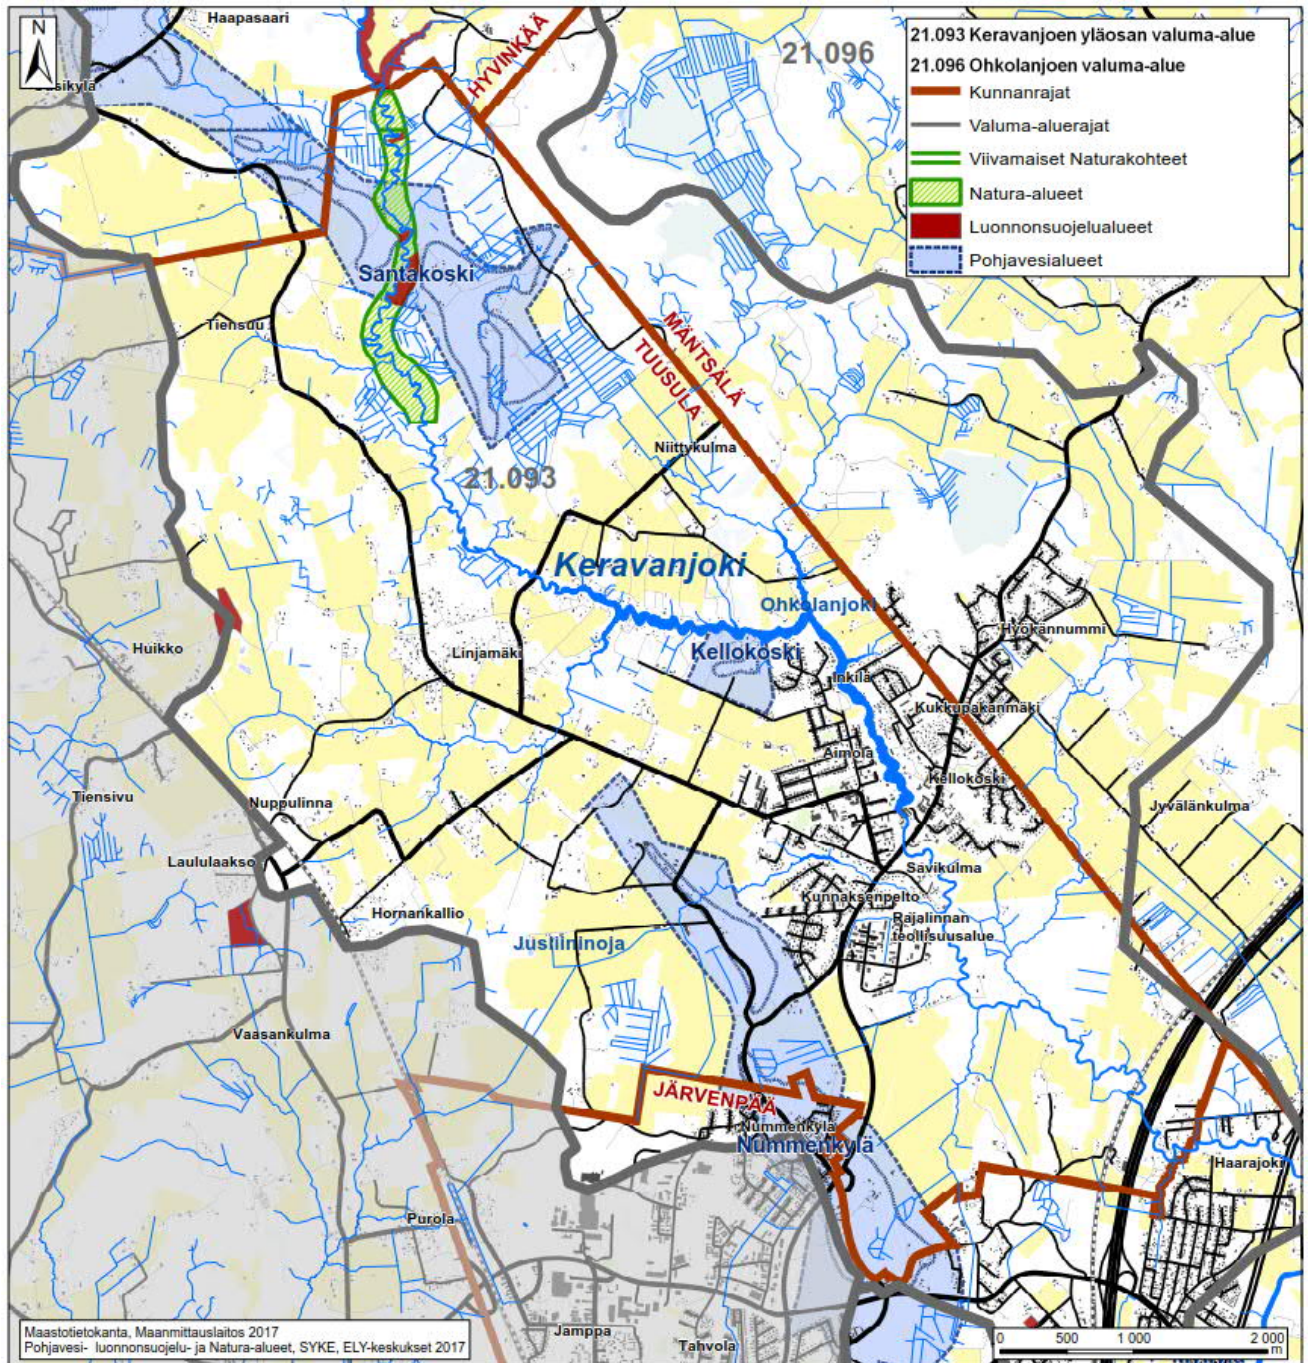 N
Haapasaari
HYVINKÄÄ
21.096
21.093 Keravanjoen yläosan valuma-alue
21.096 Ohkolanjoen valuma-alue
Kunnanrajat
Valuma-aluerajat
Viivamaiset Naturakohteet
Natura-alueet
Luonnonsuojelualueet
Pohjavesialueet
Santakoski
Tiensuu
MÄNTSÄLÄ
TUUSULA
Niittykulma
21.093
Keravanjoki
Ohkolanjoki
Hyökännummi
Huikko
Linjamäki
Kellokoski
Inkilä
Kukkupakanmäki
Aimola
Kellokoski
Tiensivu
Nuppulinna
Jyvälänkulma
Laululaakso
Savikulma
Kunnaksenpelto
Hornankallio
Rajalinnan
teollisuusalue
Justiininoja
Vaasankulma
JÄRVENPÄÄ
Nummenkylä
Nummenkylä
Haarajoki
Purola
Jamppa
Tahvola
Maastotietokanta, Maanmittauslaitos 2017
Pohjavesi- luonnonsuojelu- ja Natura-alueet, SYKE, ELY-keskukset 2017
0 500 1 000 2 000
m